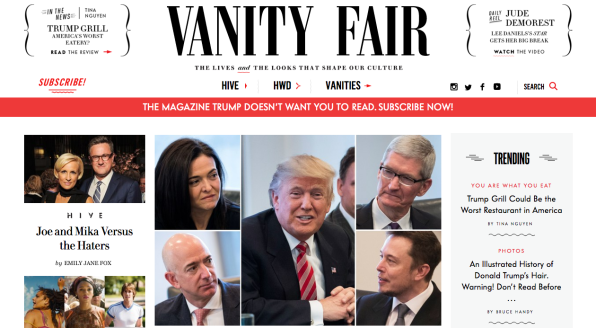 IN THE NEWS
TINA NGUYEN
TRUMP GRILL
AMERICA'S WORST
EATERY?
READ THE REVIEW
VANITY FAIR
THE LIVES and THE LOOKS THAT SHAPE OUR CULTURE
DAILY REEL
JUDE DEMOREST
LEE DANIELS'S STAR
GETS HER BIG BREAK
WATCH THE VIDEO
SUBSCRIBE!
HIVE
HWD
VANITIES
SEARCH
THE MAGAZINE TRUMP DOESN'T WANT YOU TO READ. SUBSCRIBE NOW!
HIVE
Joe and Mika Versus
the Haters
by EMILY JANE FOX
TRENDING
YOU ARE WHAT YOU EAT
Trump Grill Could Be the
Worst Restaurant in America
BY TINA NGUYEN
PHOTOS
An Illustrated History of
Donald Trump's Hair.
Warning! Don't Read Before
...
BY BRUCE HANDY